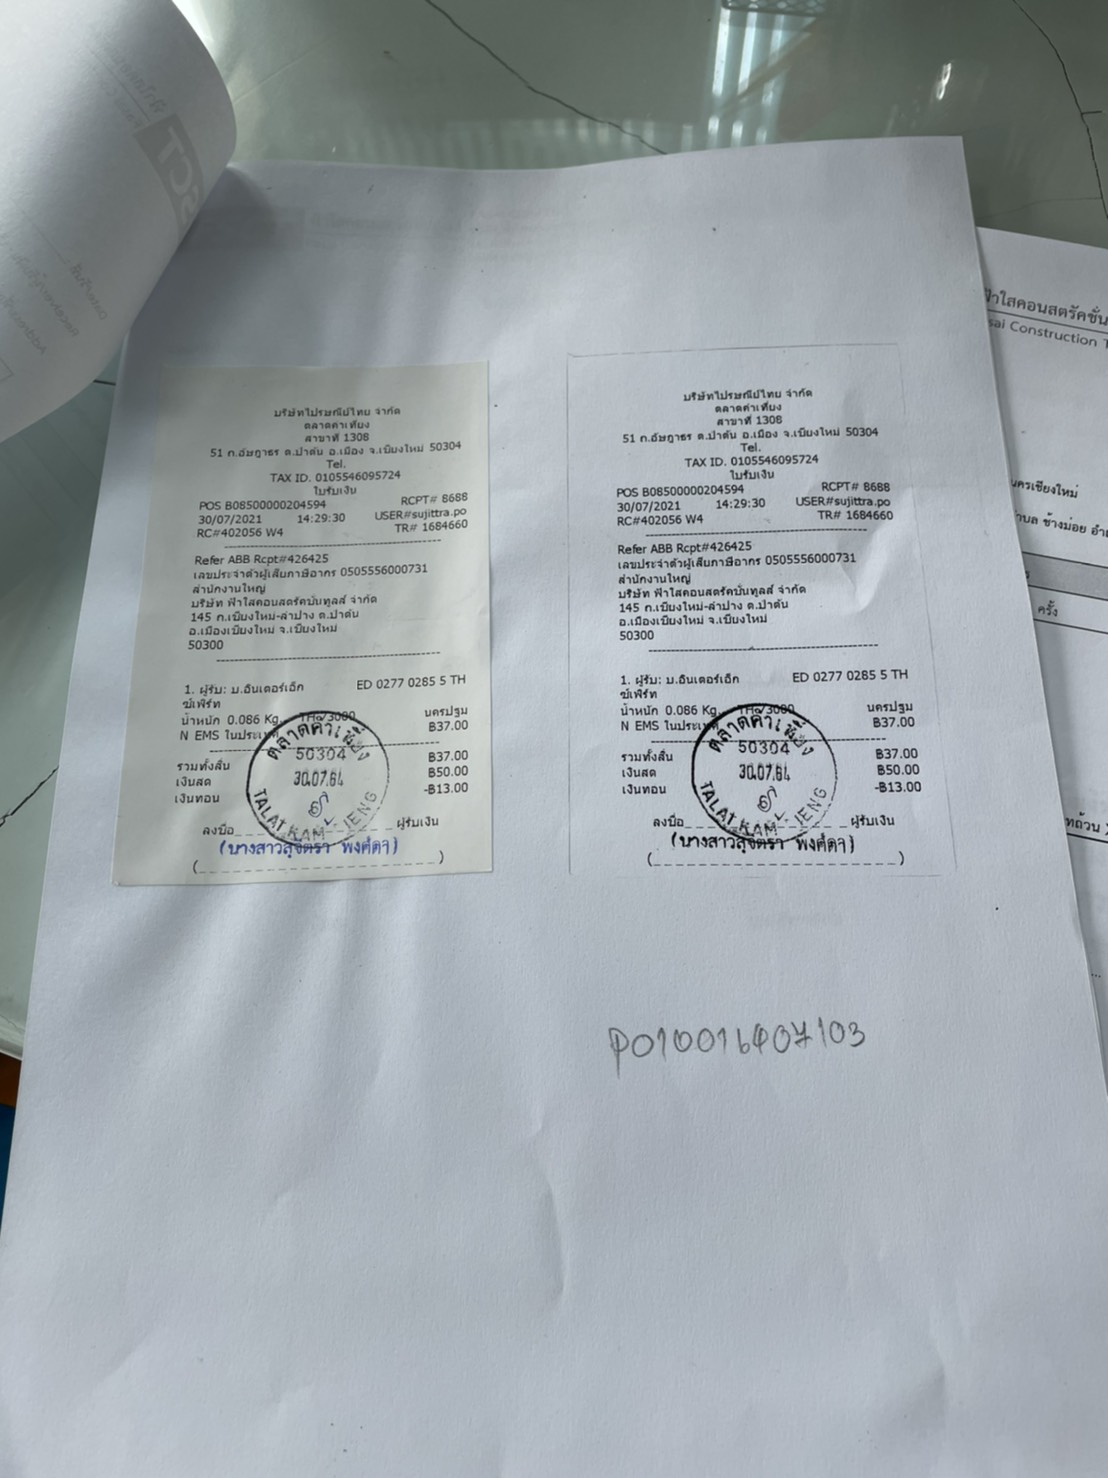 บริษัทไปรษณีย์ไทย จำกัด
ตลาดคำเที่ยง
สาขาที่ 1308
51 ถ.อัษฎาธร ต.ป่าตัน อ.เมือง จ.เชียงใหม่ 50304
Tel.
TAX ID. 0105546095724
ใบรับเงิน
POS B08500000204594 RCPT# 8688
30/07/2021 14:29:30 USER#sujittra.po
RC#402056 W4 TR# 1684660
Refer ABB Rcpt#426425
เลขประจำตัวผู้เสียภาษีอากร 0505556000731
สำนักงานใหญ่
บริษัท ฟ้าใสคอนสตรัคชั่นทูลส์ จำกัด
145 ถ.เชียงใหม่-ลำปาง ต.ป่าตัน
อ.เมืองเชียงใหม่ จ.เชียงใหม่
50300
1. ผู้รับ: บ.อินเตอร์เอ็ก ED 0277 0285 5 TH
ซ์เพิร์ท
น้ำหนัก 0.086 Kg. นครปฐม
N EMS ในประเทศ ฿37.00
รวมทั้งสิ้น ฿37.00
เงินสด ฿50.00
เงินทอน -฿13.00
ตลาดคำเที่ยง
50304
30.07.64
TALAT KAM
ลงชื่อ ผู้รับเงิน
(นางสาวสุจิตรา พิงศ์ดา)
บริษัทไปรษณีย์ไทย จำกัด
ตลาดคำเที่ยง
สาขาที่ 1308
51 ถ.อัษฎาธร ต.ป่าตัน อ.เมือง จ.เชียงใหม่ 50304
Tel.
TAX ID. 0105546095724
ใบรับเงิน
POS B08500000204594 RCPT# 8688
30/07/2021 14:29:30 USER#sujittra.po
RC#402056 W4 TR# 1684660
Refer ABB Rcpt#426425
เลขประจำตัวผู้เสียภาษีอากร 0505556000731
สำนักงานใหญ่
บริษัท ฟ้าใสคอนสตรัคชั่นทูลส์ จำกัด
145 ถ.เชียงใหม่-ลำปาง ต.ป่าตัน
อ.เมืองเชียงใหม่ จ.เชียงใหม่
50300
1. ผู้รับ: บ.อินเตอร์เอ็ก ED 0277 0285 5 TH
ซ์เพิร์ท
น้ำหนัก 0.086 Kg. นครปฐม
N EMS ในประเทศ ฿37.00
รวมทั้งสิ้น ฿37.00
เงินสด ฿50.00
เงินทอน -฿13.00
ตลาดคำเที่ยง
50304
30.07.64
TALAT KAM
ลงชื่อ ผู้รับเงิน
(นางสาวสุจิตรา พิงศ์ดา)
PO10016407103
ฟ้าใสคอนสตรัคชั่น
sai Construction T
นครเชียงใหม่
ช้างม่อย
ครั้ง